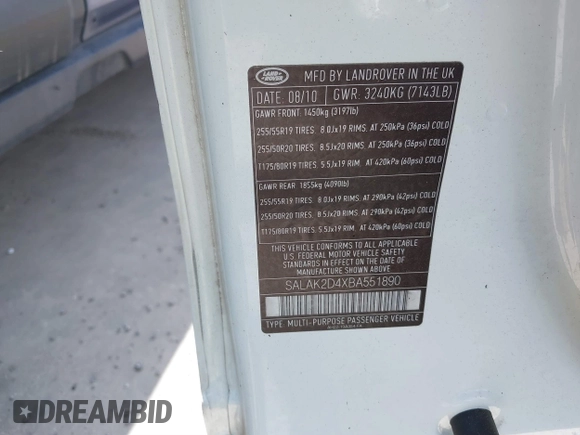 LAND ROVER
MFD BY LANDROVER IN THE UK
DATE: 08/10 GWR: 3240KG (7143LB)
GAWR FRONT 1450kg (3197lb)
255/55R19 TIRES 8.0Jx19 RIMS. AT 250kPa (36psi) COLD
255/50R20 TIRES 8.5Jx20 RIMS. AT 250kPa (36psi) COLD
T175/80R19 TIRES 5.5Jx19 RIM. AT 420kPa (60psi) COLD
GAWR REAR 1855kg (4090lb)
255/55R19 TIRES 8.0Jx19 RIMS. AT 290kPa (42psi) COLD
255/50R20 TIRES 8.5Jx20 RIMS. AT 290kPa (42psi) COLD
T175/80R19 TIRES 5.5Jx19 RIM. AT 420kPa (60psi) COLD
THIS VEHICLE CONFORMS TO ALL APPLICABLE
U.S. FEDERAL MOTOR VEHICLE SAFETY
STANDARDS IN EFFECT ON THE DATE OF
MANUFACTURE SHOWN ABOVE
SALAK2D4XBA551890
TYPE: MULTI-PURPOSE PASSENGER VEHICLE
DREAMBID